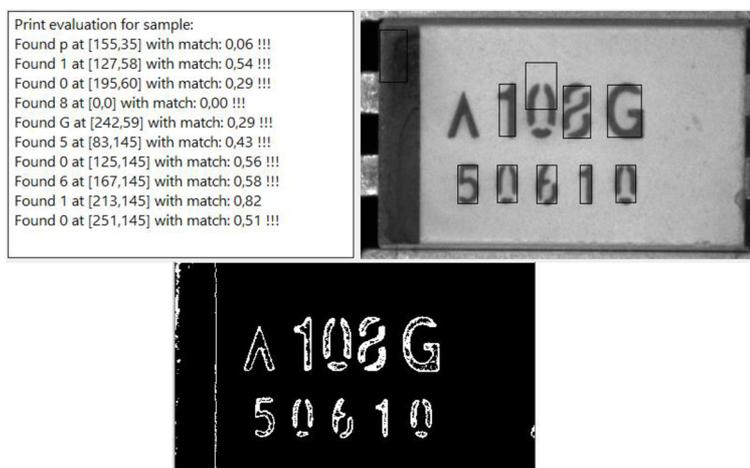 Print evaluation for sample:
Found p at [155,35] with match: 0,06 !!!
Found 1 at [127,58] with match: 0,54 !!!
Found 0 at [195,60] with match: 0,29 !!!
Found 8 at [0,0] with match: 0,00 !!!
Found G at [242,59] with match: 0,29 !!!
Found 5 at [83,145] with match: 0,43 !!!
Found 0 at [125,145] with match: 0,56 !!!
Found 6 at [167,145] with match: 0,58 !!!
Found 1 at [213,145] with match: 0,82
Found 0 at [251,145] with match: 0,51 !!!
Λ 108G
50610
Λ 108G
50610